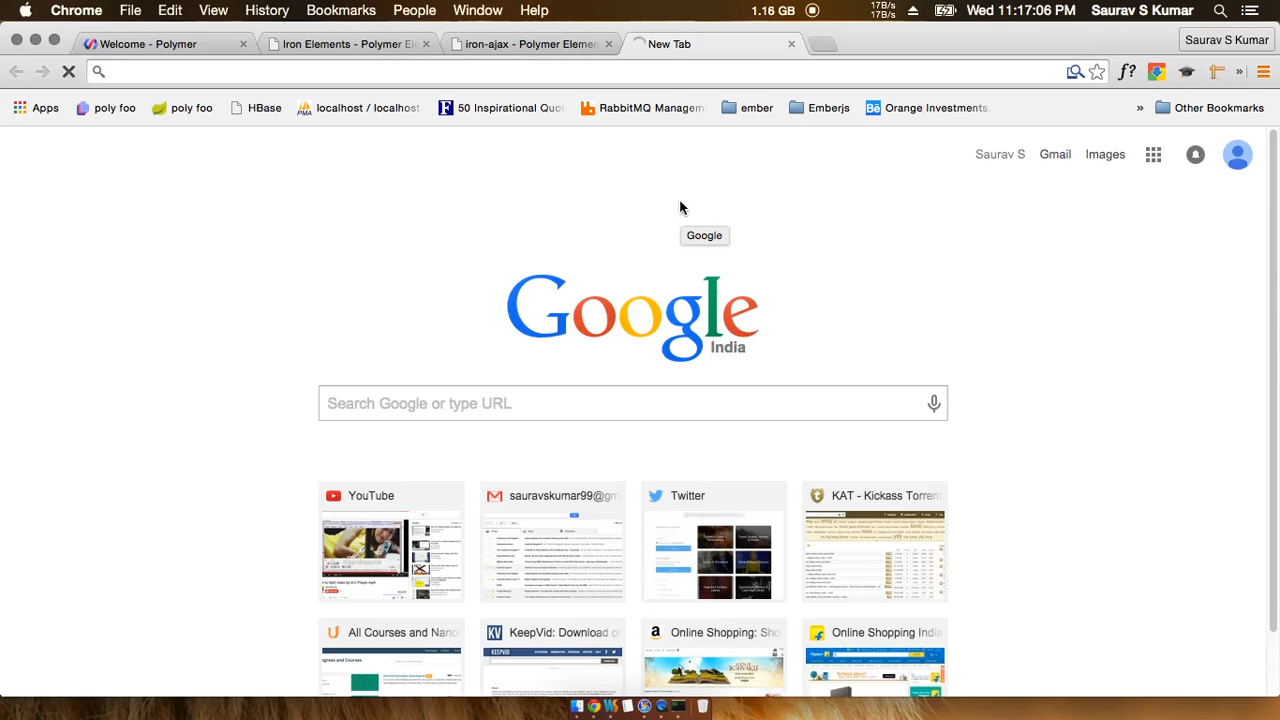 Chrome File Edit View History Bookmarks People Window Help 1.16 GB 17B/s 17B/s Wed 11:17:06 PM Saurav S Kumar
Welcome - Polymer Iron Elements - Polymer El iron-ajax - Polymer Elemen New Tab Saurav S Kumar
f?
Apps poly foo poly foo HBase localhost / localhost 50 Inspirational Quot RabbitMQ Managem ember Emberjs Orange Investments. » Other Bookmarks
Saurav S Gmail Images
Google
Google
India
Search Google or type URL
YouTube sauravskumar99@gm Twitter KAT - Kickass Torrent
All Courses and Nano KeepVid: Download o Online Shopping: Sho Online Shopping India